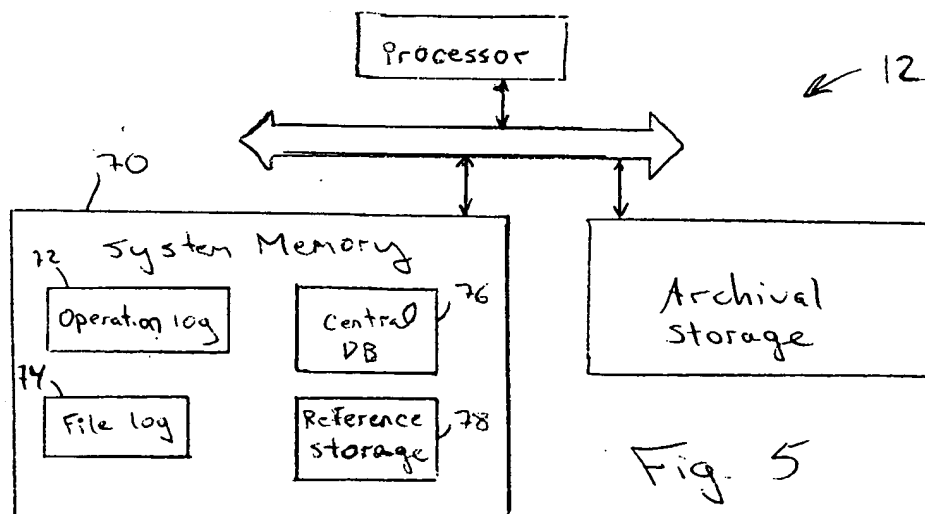 Processor
12
70
System Memory
72
Operation log
76
Central
DB
74
File log
Reference
storage
78
Archival
storage
Fig. 5